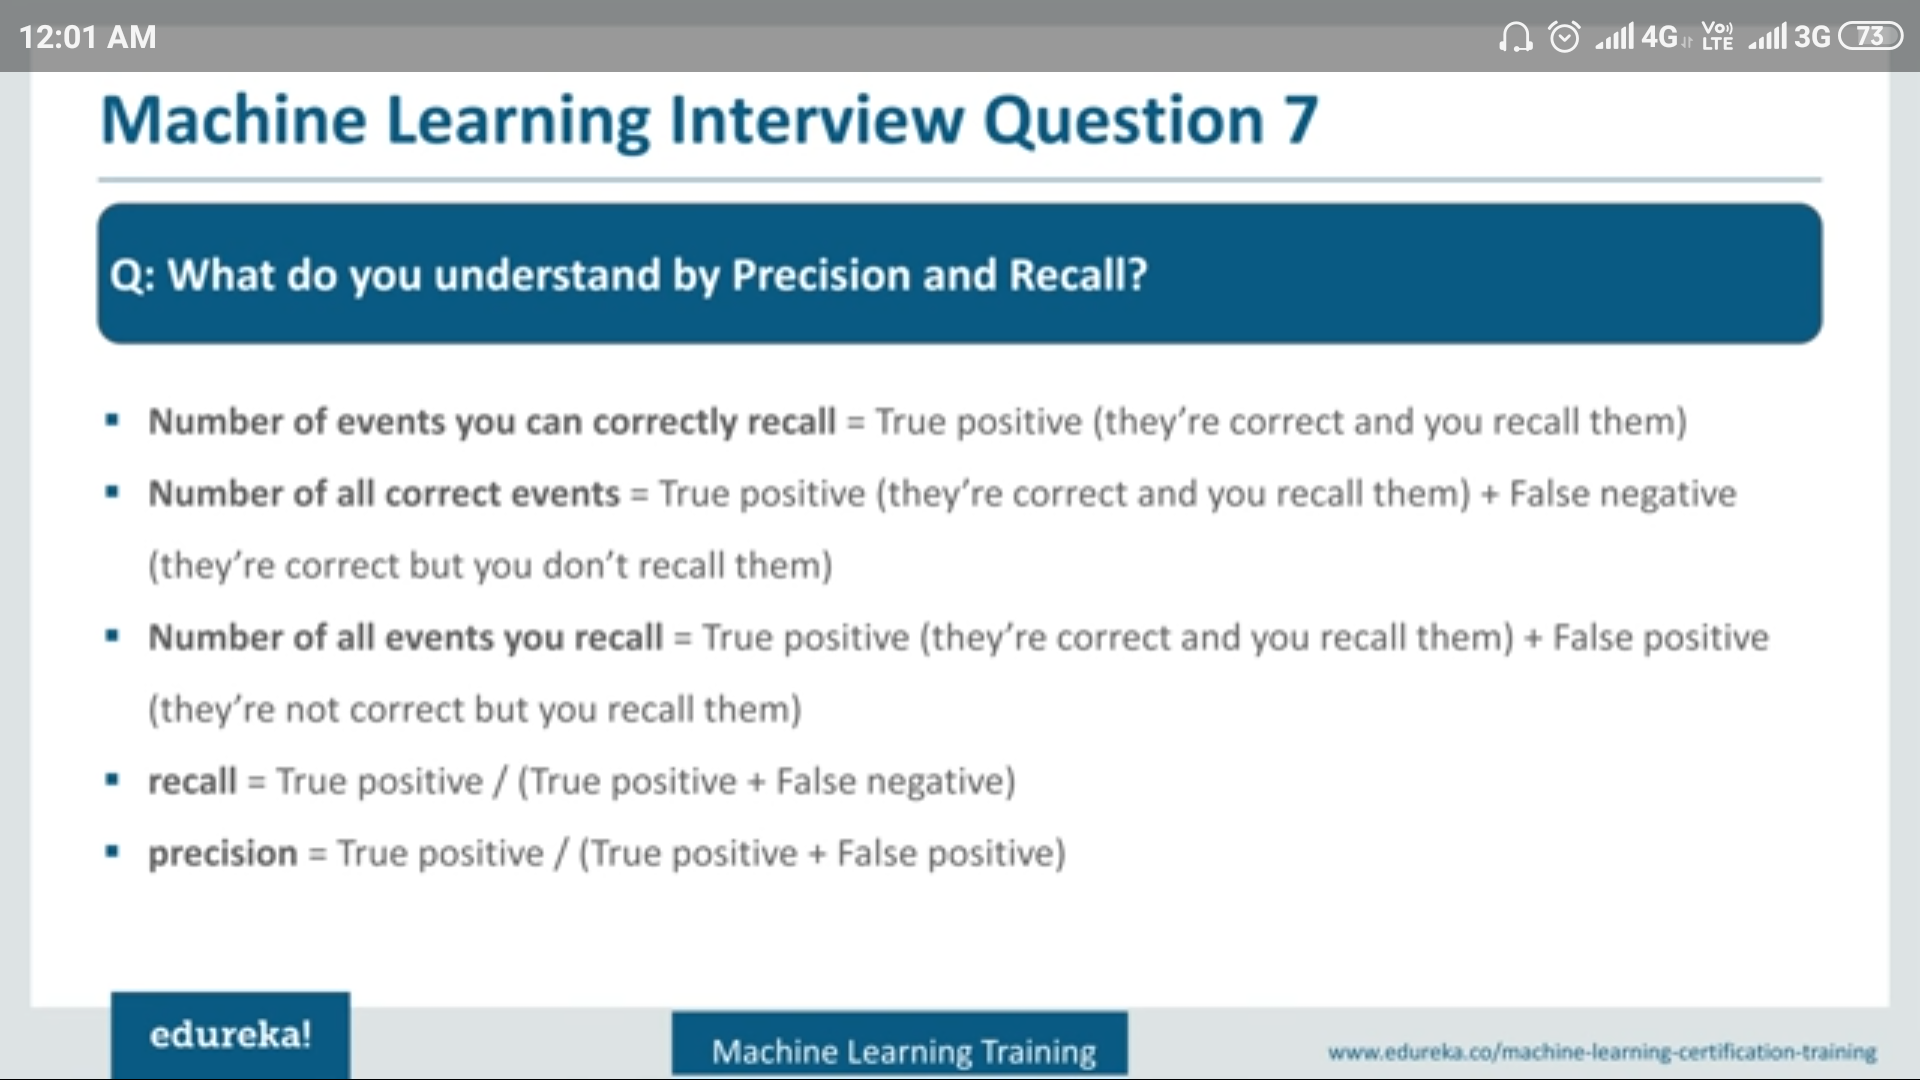 12:01 AM 4G VoLTE 3G 73
Machine Learning Interview Question 7
Q: What do you understand by Precision and Recall?
▪ Number of events you can correctly recall = True positive (they’re correct and you recall them)
▪ Number of all correct events = True positive (they’re correct and you recall them) + False negative
(they’re correct but you don’t recall them)
▪ Number of all events you recall = True positive (they’re correct and you recall them) + False positive
(they’re not correct but you recall them)
▪ recall = True positive / (True positive + False negative)
▪ precision = True positive / (True positive + False positive)
edureka!
Machine Learning Training
www.edureka.co/machine-learning-certification-training